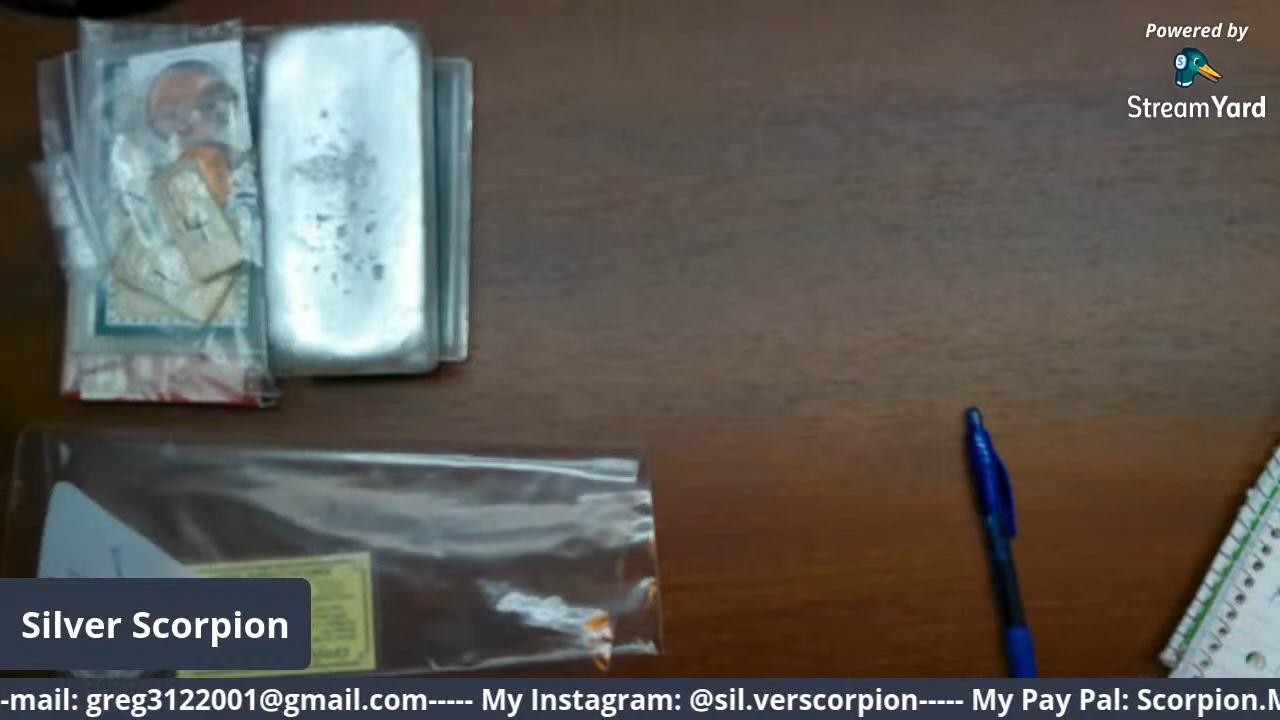 Powered by
StreamYard
Silver Scorpion
-mail: greg3122001@gmail.com----- My Instagram: @sil.verscorpion----- My Pay Pal: Scorpion.M